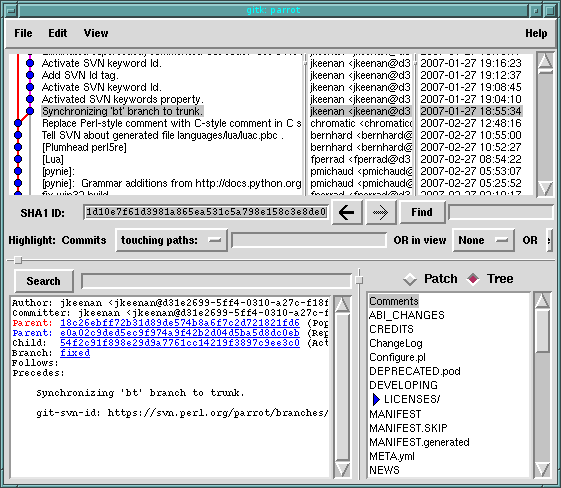 gitk: parrot
File Edit View Help
jkeenan <jkeenan@d3 2007-01-27 19:16:23
Activate SVN keyword Id. jkeenan <jkeenan@d3 2007-01-27 19:12:37
Add SVN Id tag. jkeenan <jkeenan@d3 2007-01-27 19:08:45
Activate SVN keyword Id. jkeenan <jkeenan@d3 2007-01-27 19:04:10
Activated SVN keywords property.
Synchronizing 'bt' branch to trunk. jkeenan <jkeenan@d3 2007-01-27 18:55:34
Replace Perl-style comment with C-style comment in C s chromatic <chromatic 2007-02-27 12:48:16
Tell SVN about generated file languages/lua/luac.pbc . bernhard <bernhard@ 2007-02-27 10:55:00
[Plumhead perl5re] bernhard <bernhard@ 2007-02-27 10:52:27
[Lua] fperrad <fperrad@d3 2007-02-27 08:54:22
[pynie]: pmichaud <pmichaud 2007-02-27 05:53:07
[pynie]: Grammar additions from http://docs.python.org pmichaud <pmichaud 2007-02-27 05:25:52
fix win32 build
SHA1 ID: 1d10e7f61d3981a865ea531c5a798e158c3e8de0 Find
Highlight: Commits touching paths: OR in view None OR
Search Patch Tree
Author: jkeenan <jkeenan@d31e2699-5ff4-0310-a27c-f18f
Committer: jkeenan <jkeenan@d31e2699-5ff4-0310-a27c-f
Parent: 18c26ebff72b31d89de574b8a6f7c2d721821fd6 (Pop
Parent: e0a02c9ded5ec9f974a9f42b2d04d5ba5d8dc0eb (Rep
Child: 54f2c91f898e29d9a7761cc14219f3897c9ee3c0 (Act
Branch: fixed
Follows:
Precedes:
Synchronizing 'bt' branch to trunk.
git-svn-id: https://svn.perl.org/parrot/branches/
Comments
ABI_CHANGES
CREDITS
ChangeLog
Configure.pl
DEPRECATED.pod
DEVELOPING
LICENSES/
MANIFEST
MANIFEST.SKIP
MANIFEST.generated
META.yml
NEWS